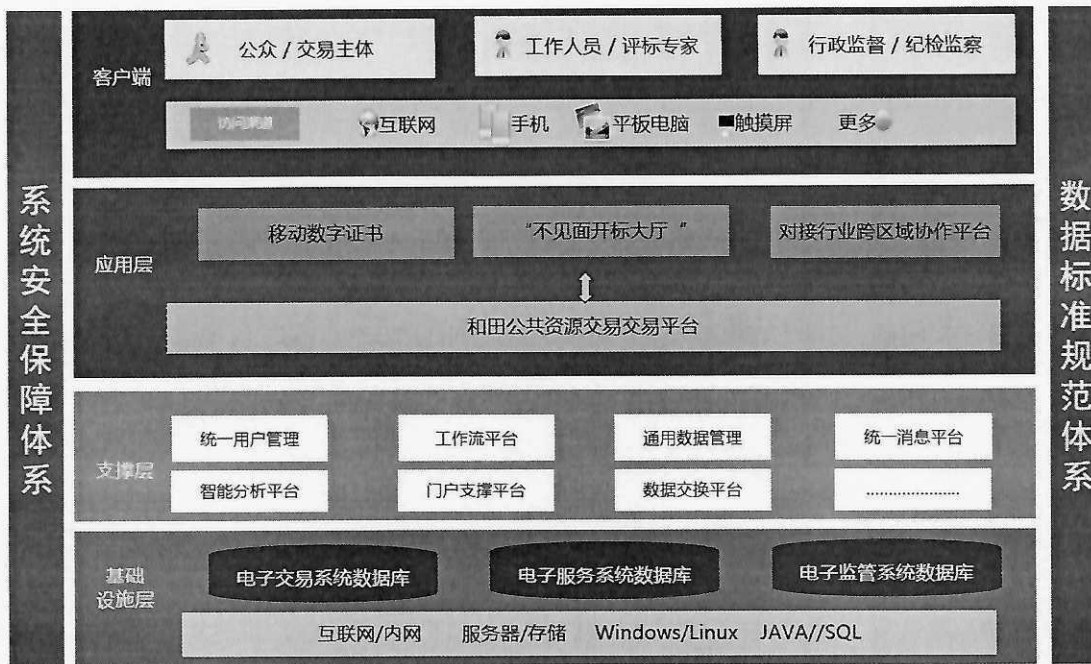 系统安全保障体系
客户端
公众 / 交易主体
工作人员 / 评标专家
行政监督 / 纪检监察
访问渠道
互联网
手机
平板电脑
触摸屏
更多
应用层
移动数字证书
“不见面开标大厅 “
对接行业跨区域协作平台
和田公共资源交易交易平台
支撑层
统一用户管理
工作流平台
通用数据管理
统一消息平台
智能分析平台
门户支撑平台
数据交换平台
.....................
基础
设施层
电子交易系统数据库
电子服务系统数据库
电子监管系统数据库
互联网/内网
服务器/存储
Windows/Linux
JAVA//SQL
数据标准规范体系